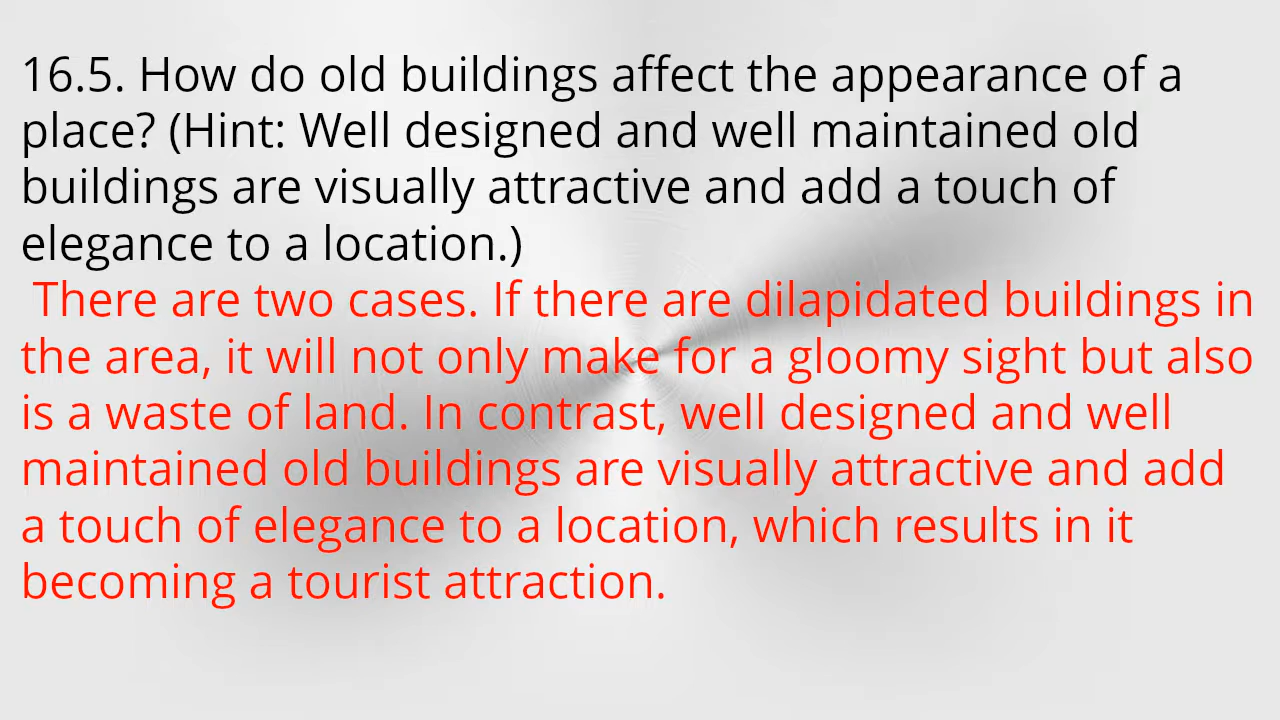 16.5. How do old buildings affect the appearance of a
place? (Hint: Well designed and well maintained old
buildings are visually attractive and add a touch of
elegance to a location.)
There are two cases. If there are dilapidated buildings in
the area, it will not only make for a gloomy sight but also
is a waste of land. In contrast, well designed and well
maintained old buildings are visually attractive and add
a touch of elegance to a location, which results in it
becoming a tourist attraction.